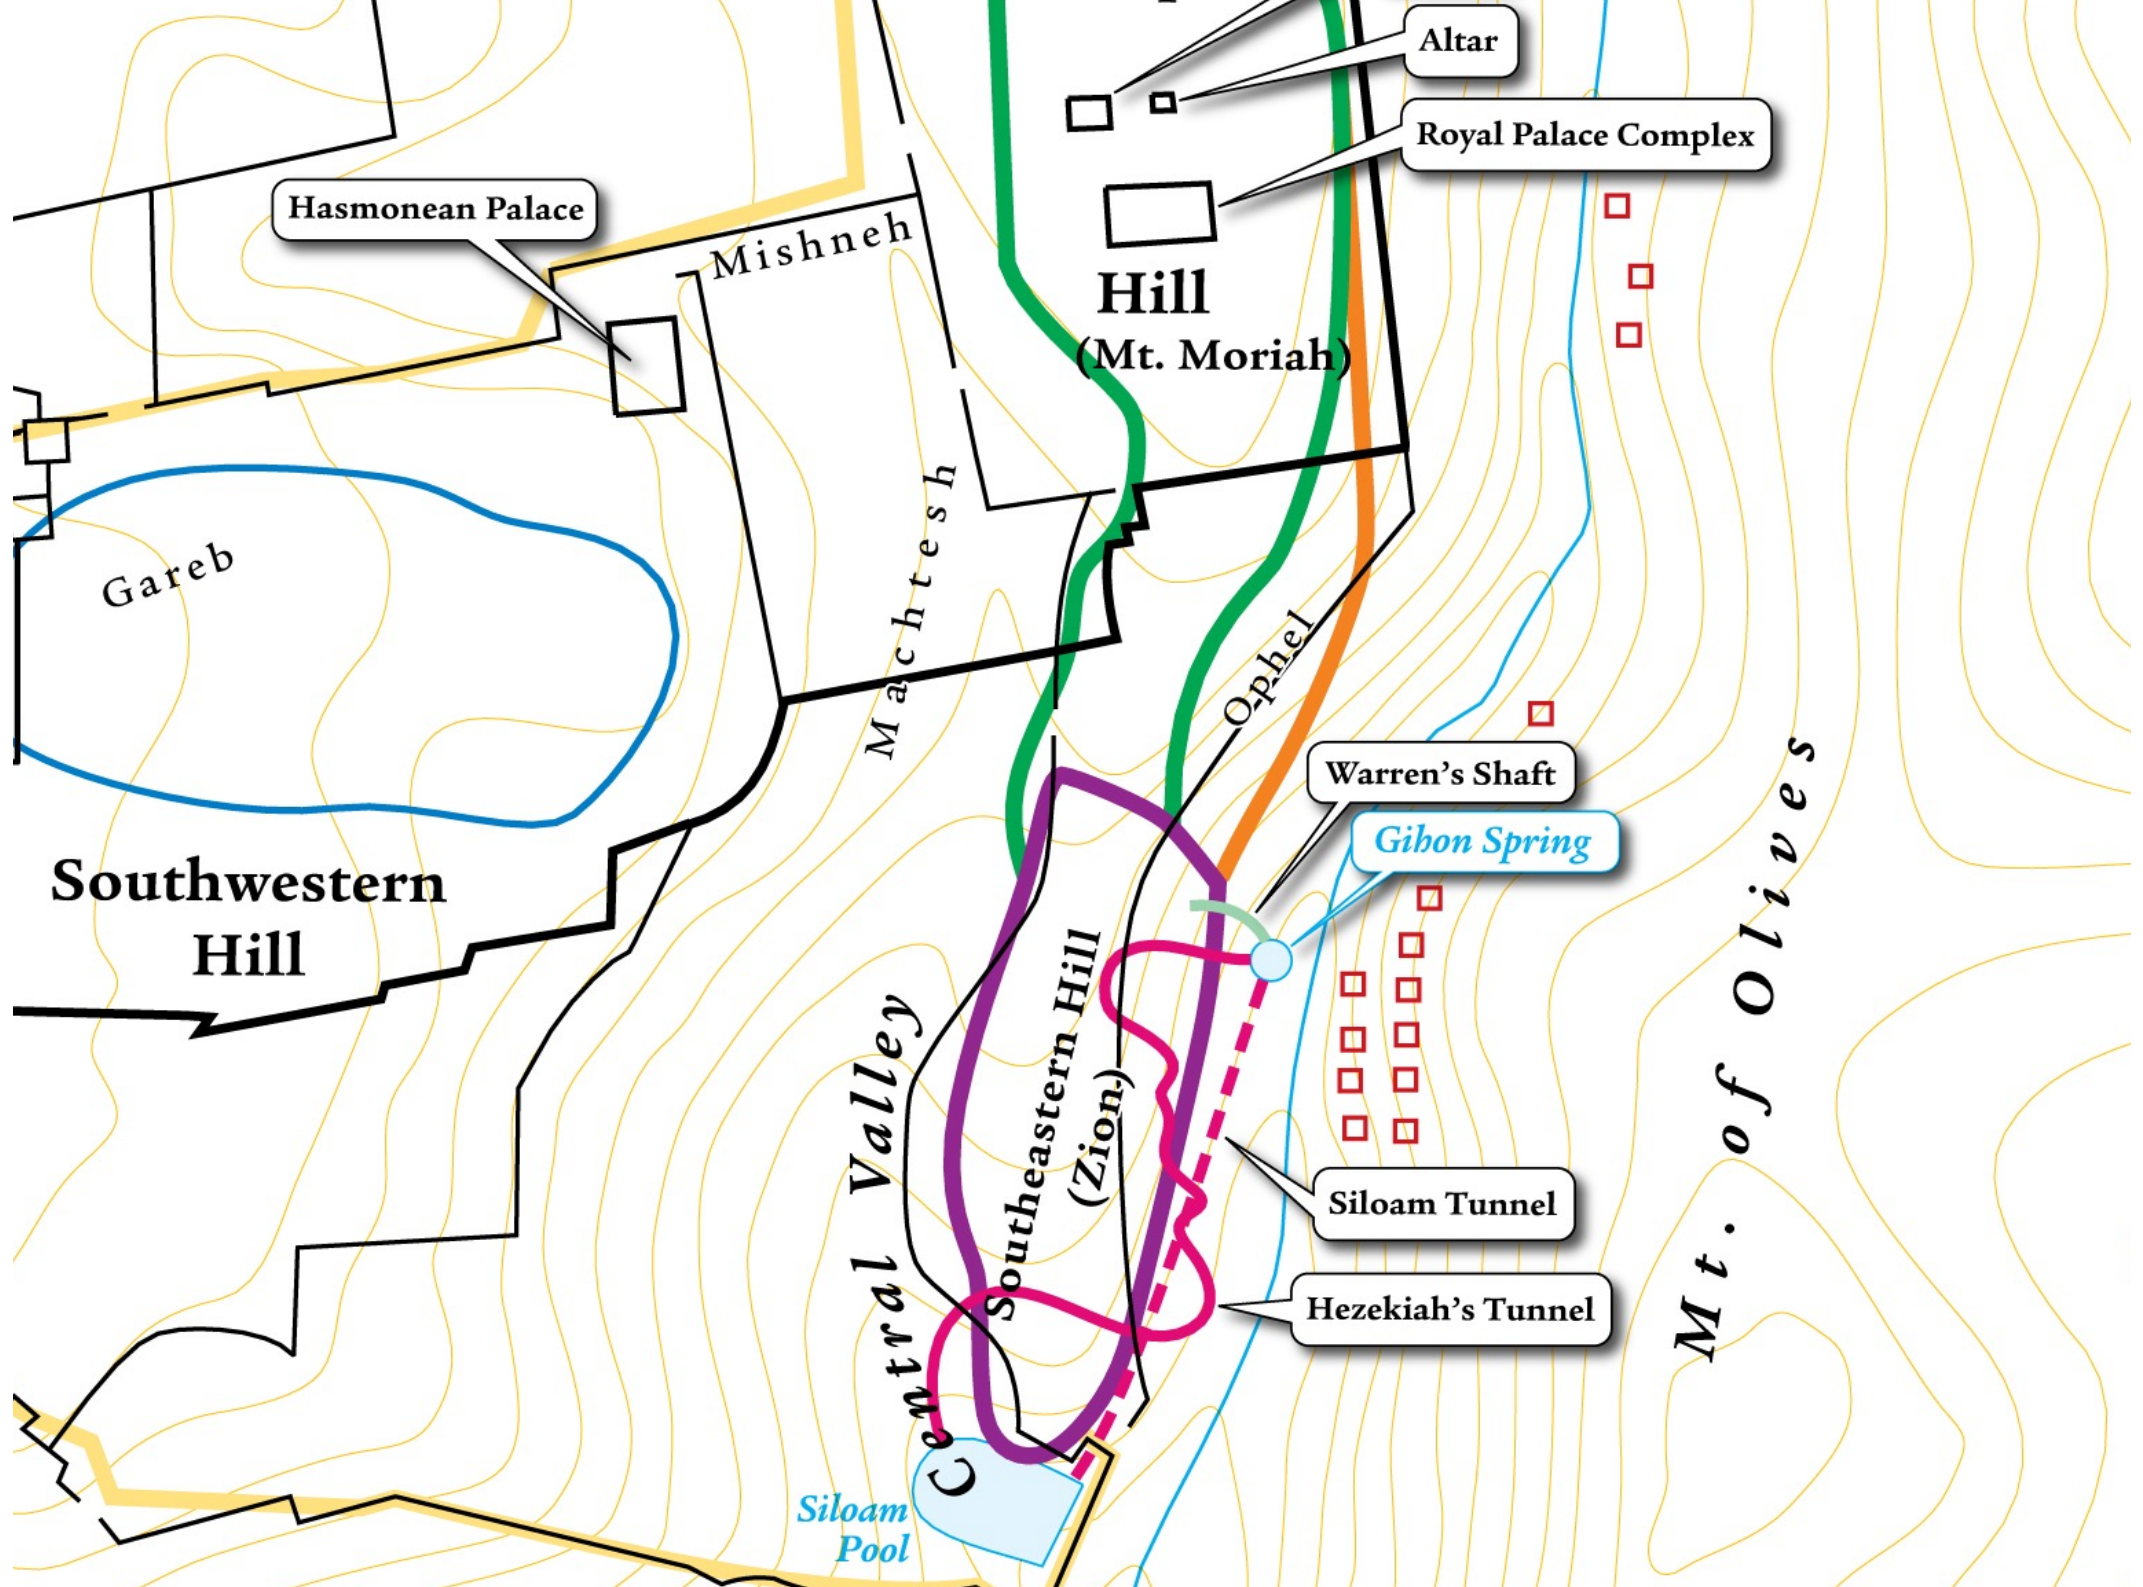 Altar
Royal Palace Complex
Hasmonean Palace
Mishneh
Hill
(Mt. Moriah)
Machtesh
Gareb
Ophel
Warren's Shaft
Gihon Spring
Southwestern
Hill
Southeastern Hill
(Zion)
Central Valley
Mt. of Olives
Siloam Tunnel
Hezekiah's Tunnel
Siloam
Pool